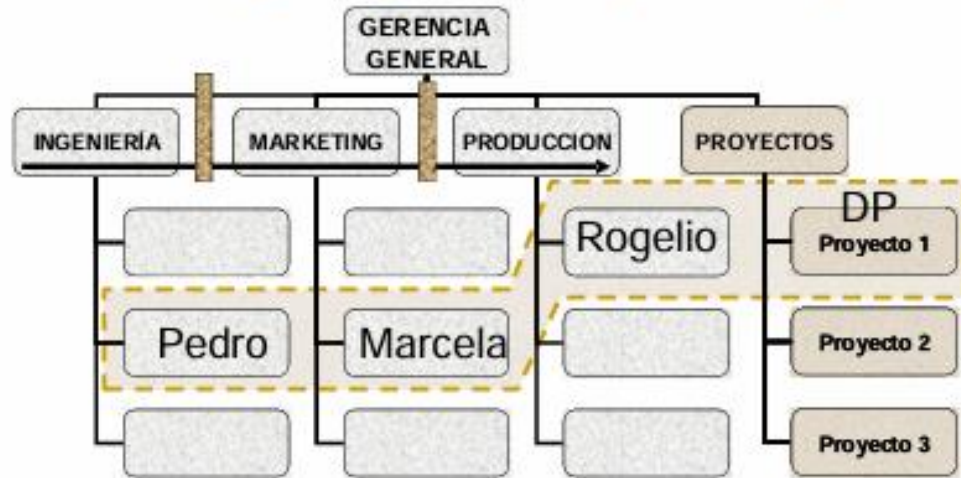 GERENCIA
GENERAL
INGENIERÍA
MARKETING
PRODUCCION
PROYECTOS
Rogelio
DP
Proyecto 1
Pedro
Marcela
Proyecto 2
Proyecto 3